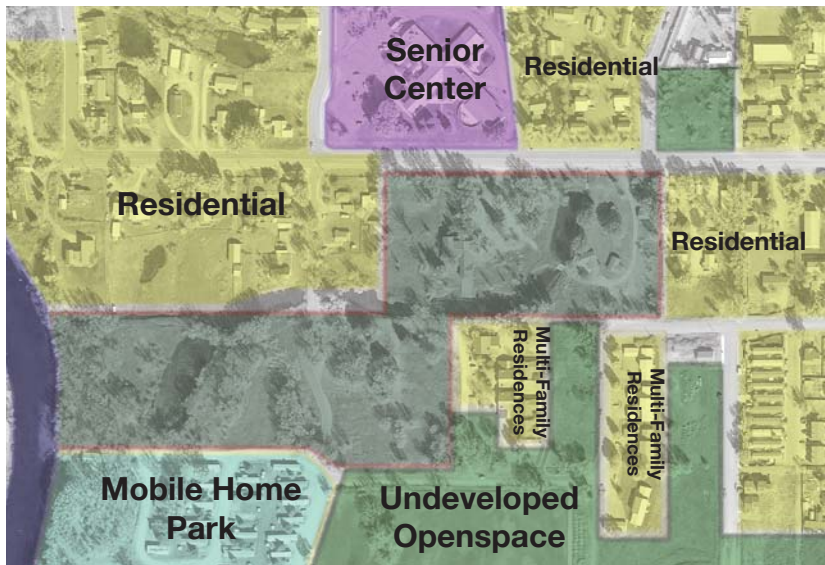 Senior
Center
Residential
Residential
Residential
Multi-Family
Residences
Multi-Family
Residences
Mobile Home
Park
Undeveloped
Openspace